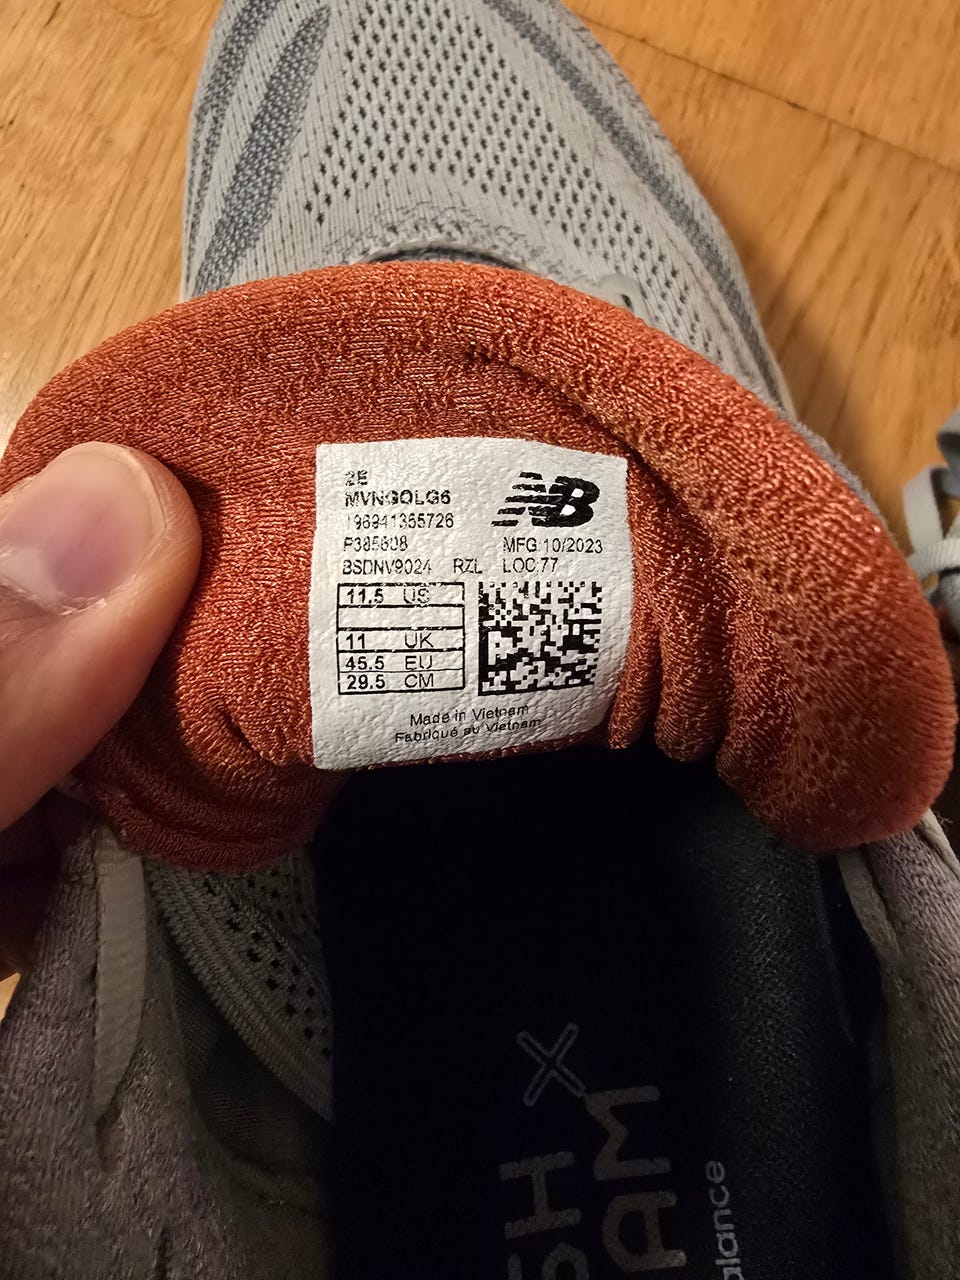 2E
MVNGOLG6
196941355726
P385608
MFG 10/2023
BSDNV9024 RZL LOC:77
NB
11.5 US
11 UK
45.5 EU
29.5 CM
Made in Vietnam
Fabriqué au Vietnam
X